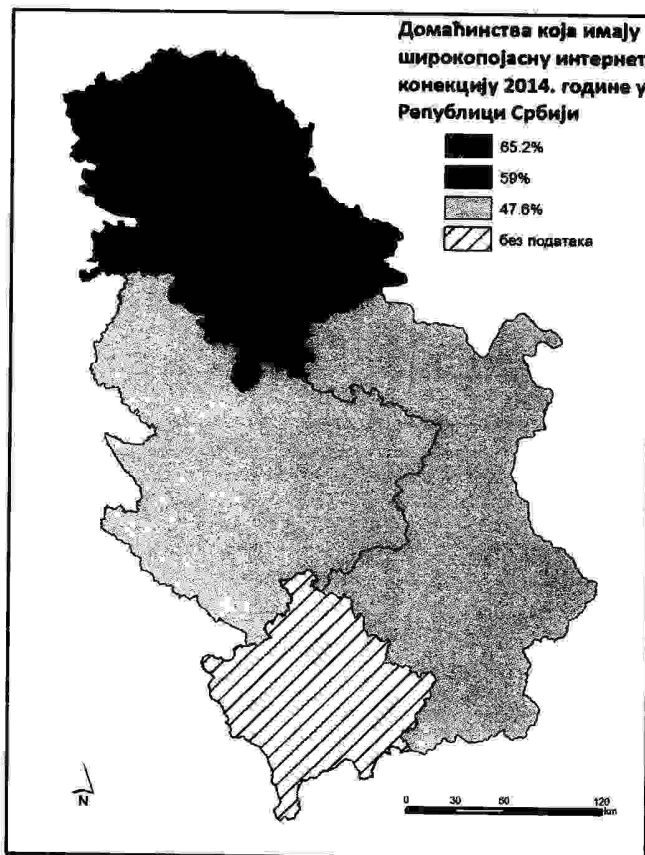 Домаћинства која имају
широкопојасну интернет
конекцију 2014. године у
Републици Србији
65.2%
59%
47.6%
без података
N
0 30 60 120
km